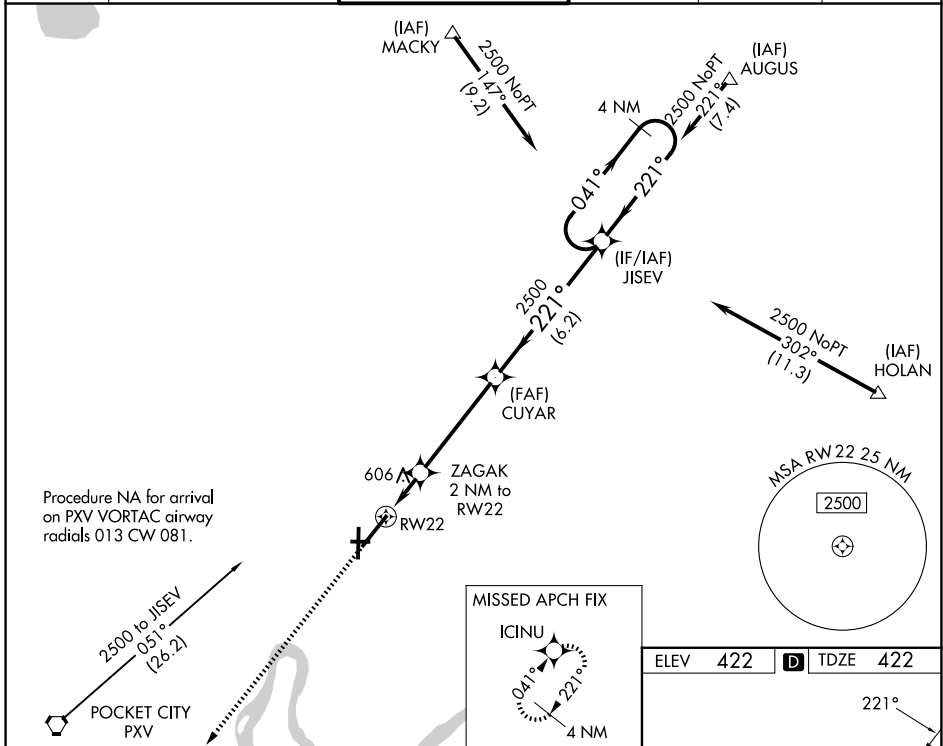 (IAF)
MACKY
2500 NoPT
147°
(9.2)
(IAF)
AUGUS
2500 NoPT
221°
(7.4)
4 NM
041°
221°
(IF/IAF)
JISEV
2500
221°
(6.2)
2500 NoPT
302°
(11.3)
(IAF)
HOLAN
(FAF)
CUYAR
606
ZAGAK
2 NM to
RW22
RW22
MSA RW 22 25 NM
2500
Procedure NA for arrival
on PXV VORTAC airway
radials 013 CW 081.
2500 to JISEV
051°
(26.2)
POCKET CITY
PXV
MISSED APCH FIX
ICINU
041°
221°
4 NM
ELEV 422 D TDZE 422
221°